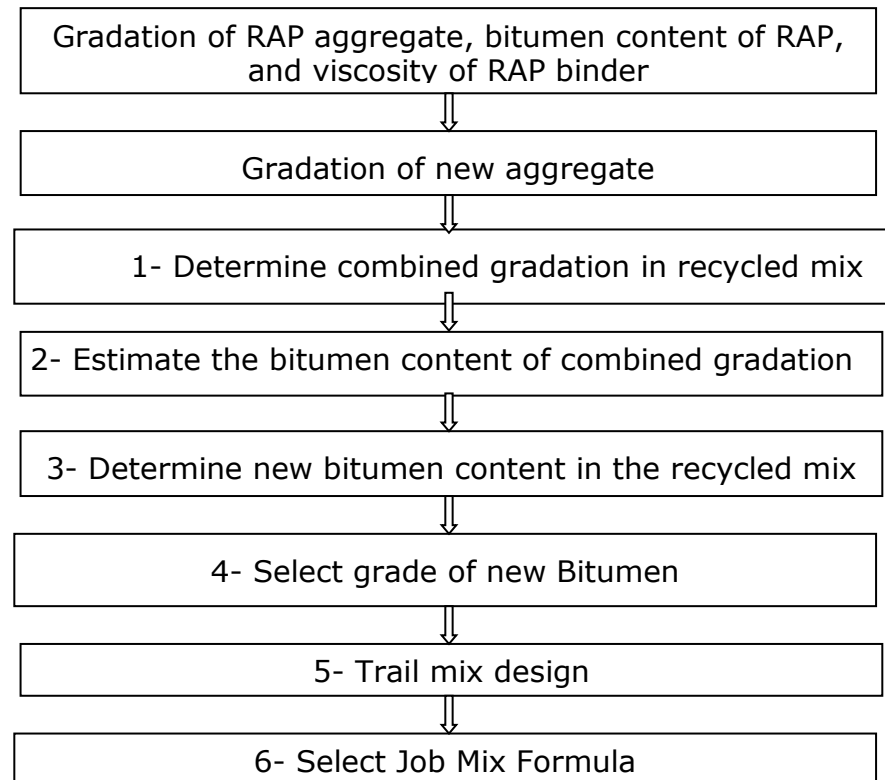 Gradation of RAP aggregate, bitumen content of RAP,
and viscosity of RAP binder
Gradation of new aggregate
1- Determine combined gradation in recycled mix
2- Estimate the bitumen content of combined gradation
3- Determine new bitumen content in the recycled mix
4- Select grade of new Bitumen
5- Trail mix design
6- Select Job Mix Formula